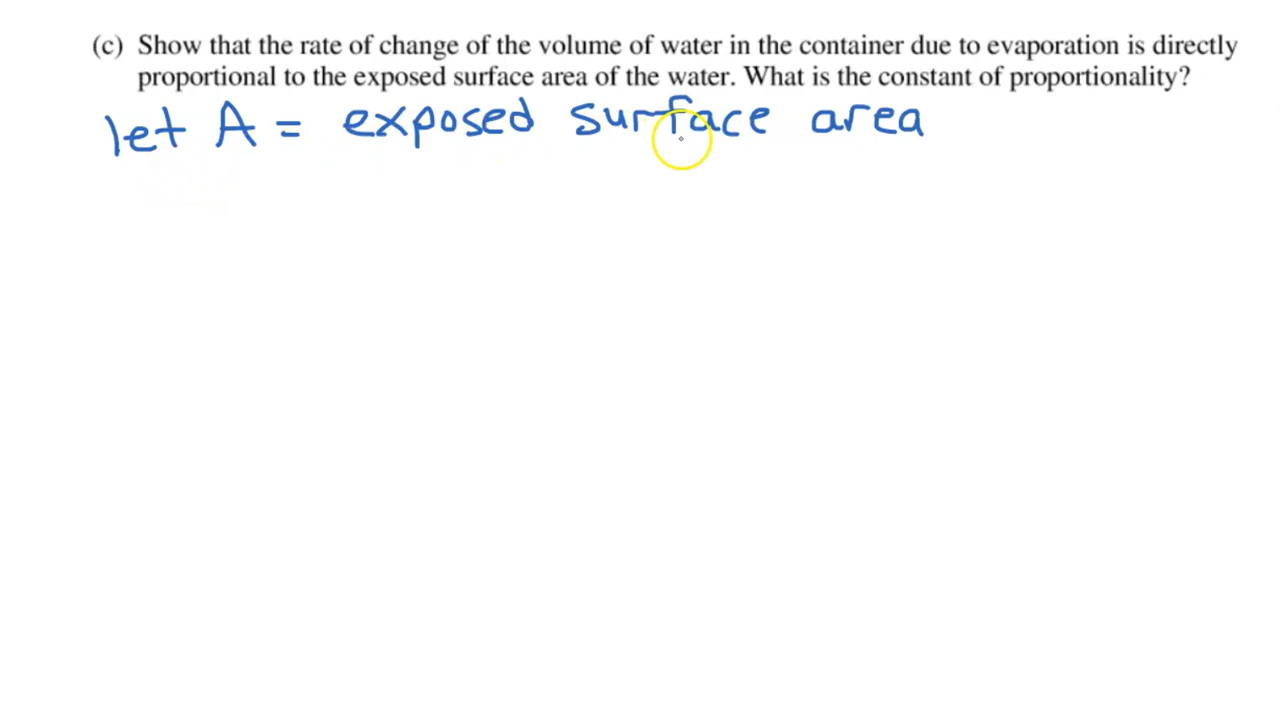 (c) Show that the rate of change of the volume of water in the container due to evaporation is directly
proportional to the exposed surface area of the water. What is the constant of proportionality?
let A = exposed surface area